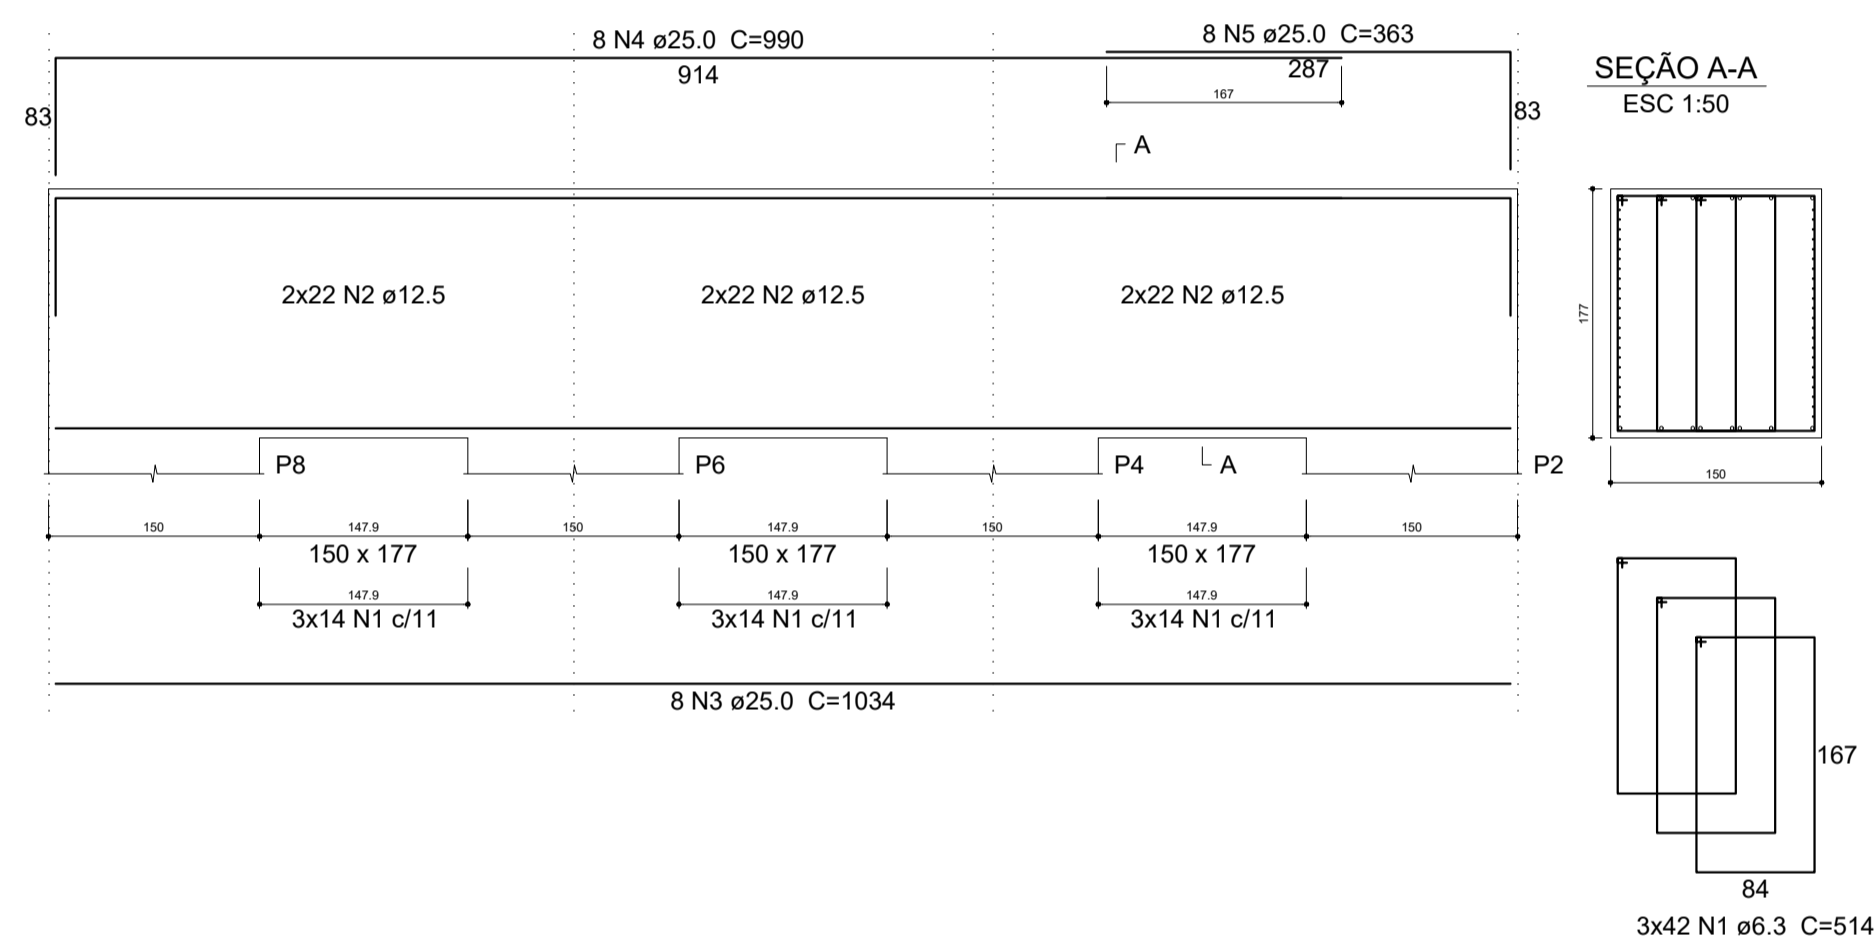 8 N4 ø25.0 C=990
914
8 N5 ø25.0 C=363
287
167
83
83
A
SEÇÃO A-A
ESC 1:50
2x22 N2 ø12.5
2x22 N2 ø12.5
2x22 N2 ø12.5
177
150
P8
P6
P4
A
P2
150
147.9
150
147.9
150
147.9
150
150 x 177
150 x 177
150 x 177
147.9
147.9
147.9
3x14 N1 c/11
3x14 N1 c/11
3x14 N1 c/11
8 N3 ø25.0 C=1034
167
84
3x42 N1 ø6.3 C=514